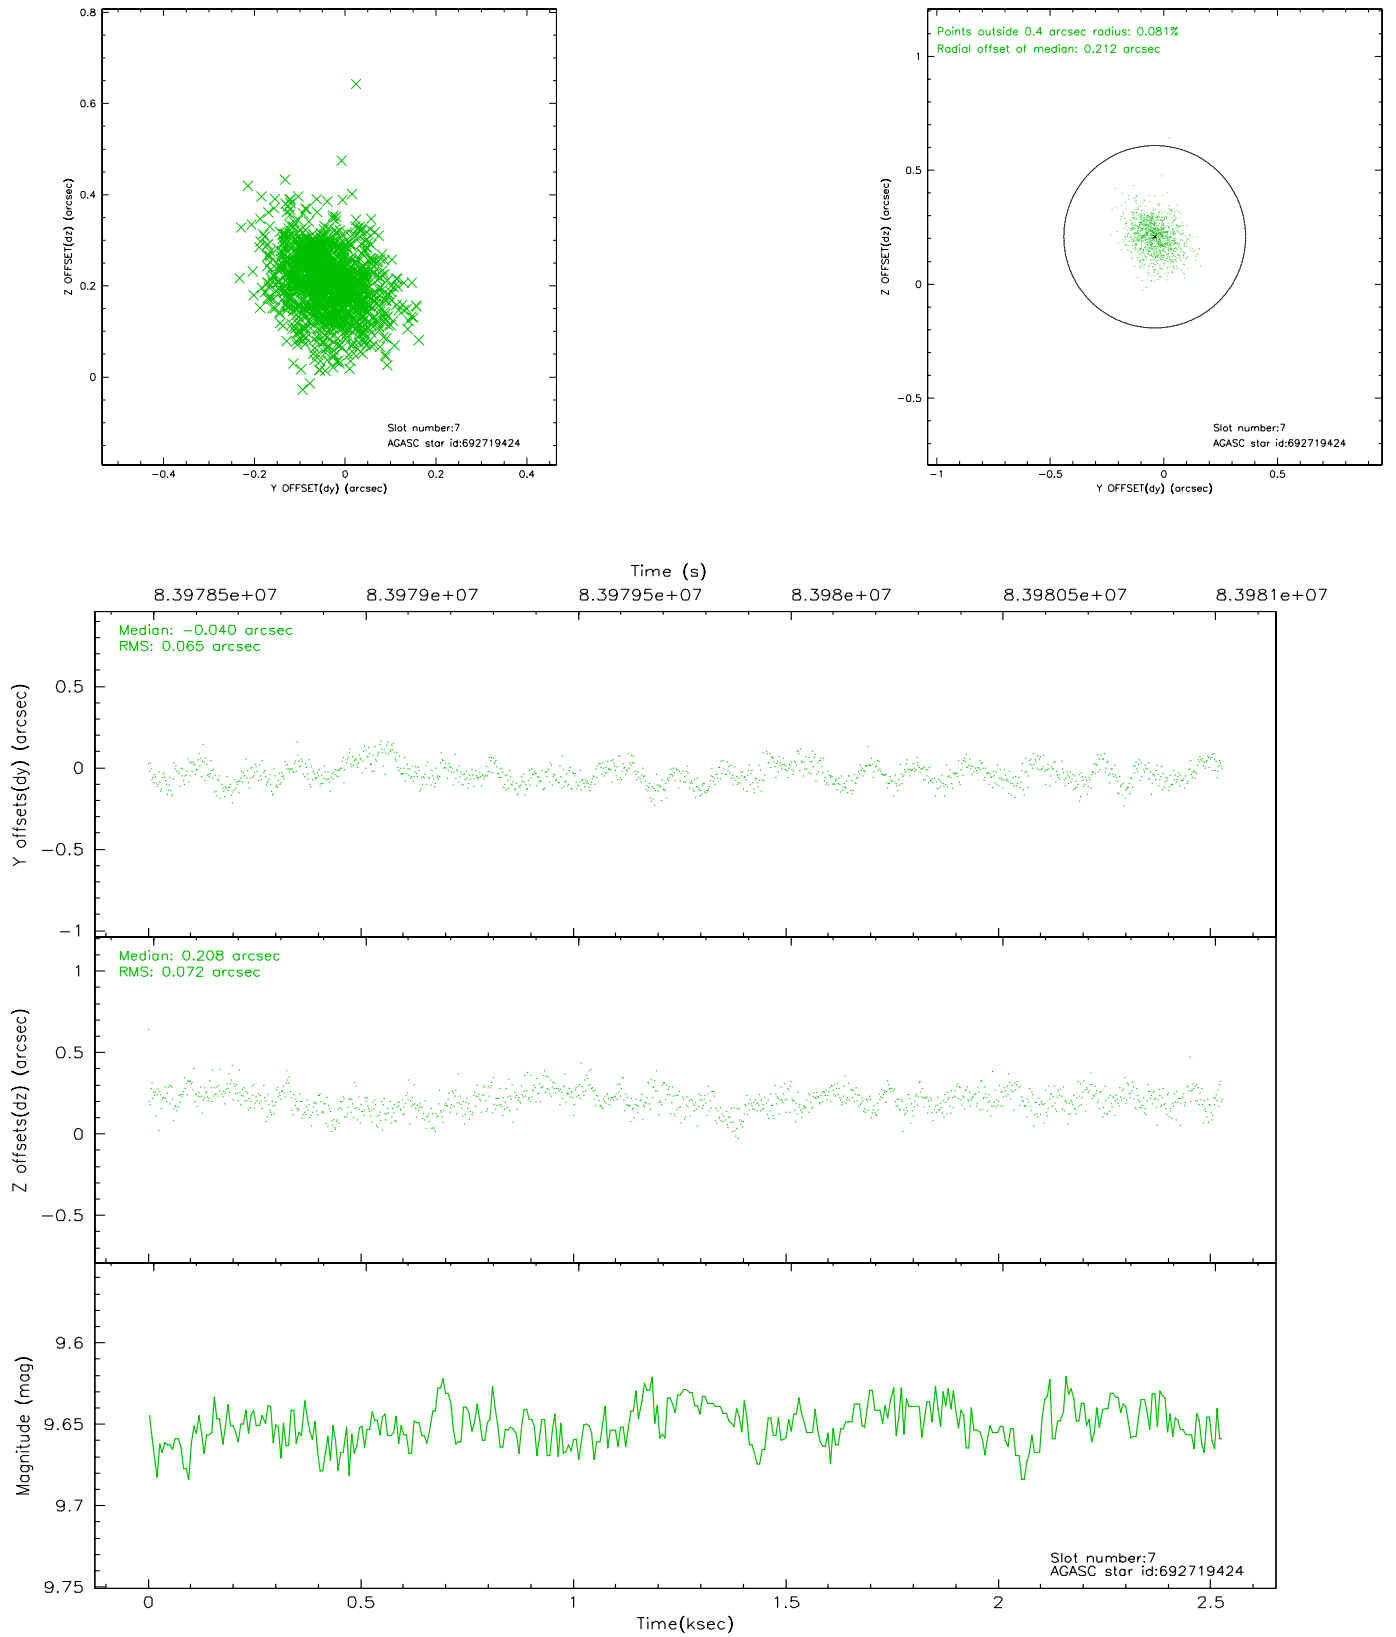 0.8
0.6
0.4
0.2
0
Z OFFSET(dz) (arcsec)
Slot number:7
AGASC star id:692719424
−0.4 −0.2 0 0.2 0.4
Y OFFSET(dy) (arcsec)
Points outside 0.4 arcsec radius: 0.081%
Radial offset of median: 0.212 arcsec
1
0.5
0
−0.5
Z OFFSET(dz) (arcsec)
Slot number:7
AGASC star id:692719424
−1 −0.5 0 0.5
Y OFFSET(dy) (arcsec)
Time (s)
8.39785e+07 8.3979e+07 8.39795e+07 8.398e+07 8.39805e+07 8.3981e+07
Median: −0.040 arcsec
RMS: 0.065 arcsec
0.5
0
−0.5
−1
Y offsets(dy) (arcsec)
Median: 0.208 arcsec
RMS: 0.072 arcsec
1
0.5
0
−0.5
Z offsets(dz) (arcsec)
9.6
9.65
9.7
9.75
Magnitude (mag)
Slot number:7
AGASC star id:692719424
0 0.5 1 1.5 2 2.5
Time(ksec)